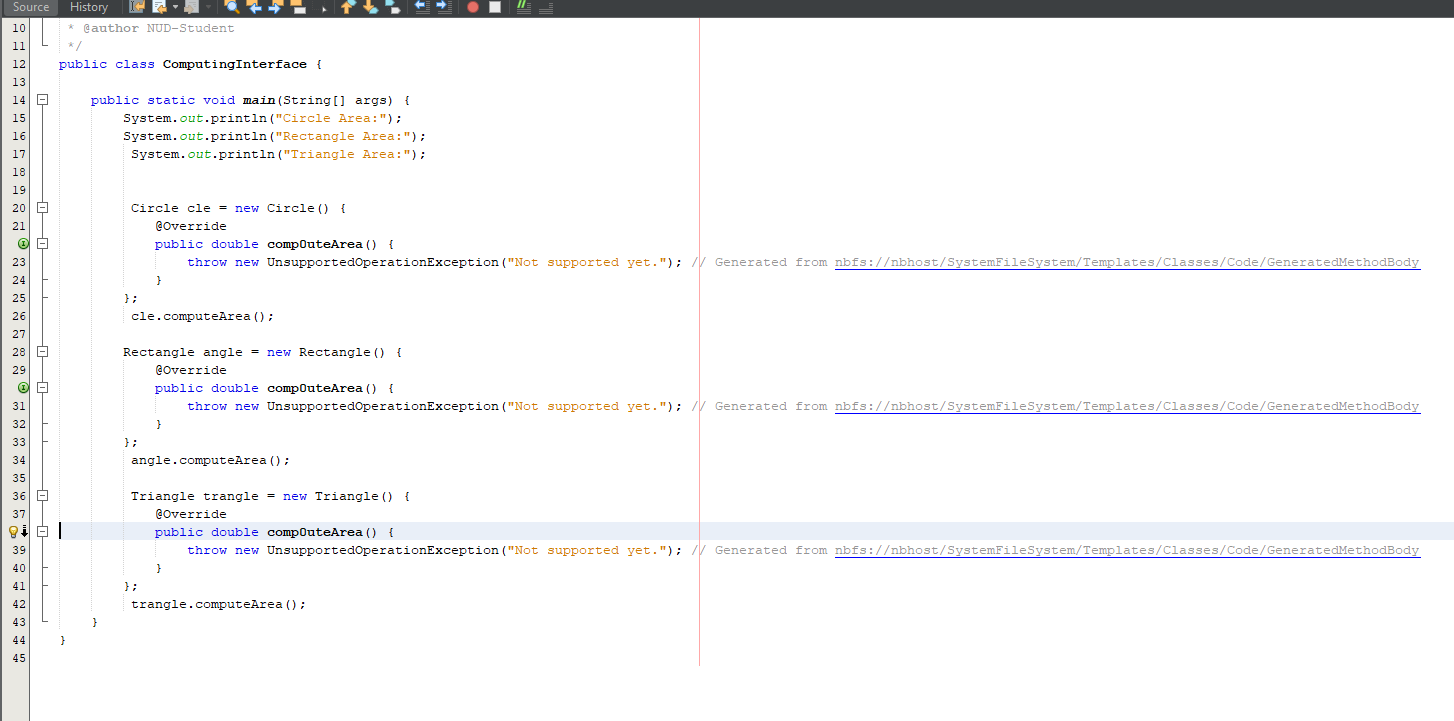 Source History
10 * @author NUD-Student
11 */
12 public class ComputingInterface {
13
14 public static void main(String[] args) {
15 System.out.println("Circle Area:");
16 System.out.println("Rectangle Area:");
17 System.out.println("Triangle Area:");
18
19
20 Circle cle = new Circle() {
21 @Override
public double comp0uteArea() {
23 throw new UnsupportedOperationException("Not supported yet."); // Generated from nbfs://nbhost/SystemFileSystem/Templates/Classes/Code/GeneratedMethodBody
24 }
25 };
26 cle.computeArea();
27
28 Rectangle angle = new Rectangle() {
29 @Override
public double comp0uteArea() {
31 throw new UnsupportedOperationException("Not supported yet."); // Generated from nbfs://nbhost/SystemFileSystem/Templates/Classes/Code/GeneratedMethodBody
32 }
33 };
34 angle.computeArea();
35
36 Triangle trangle = new Triangle() {
37 @Override
public double comp0uteArea() {
39 throw new UnsupportedOperationException("Not supported yet."); // Generated from nbfs://nbhost/SystemFileSystem/Templates/Classes/Code/GeneratedMethodBody
40 }
41 };
42 trangle.computeArea();
43 }
44 }
45